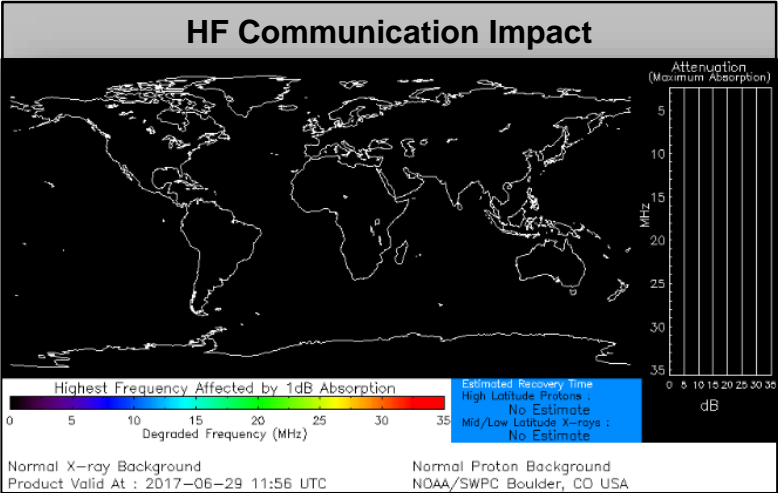 HF Communication Impact
Attenuation
(Maximum Absorption)
5
10
15
20
25
30
35
MHz
0 5 10 15 20 25 30 35
dB
Highest Frequency Affected by 1dB Absorption
0 5 10 15 20 25 30 35
Degraded Frequency (MHz)
Estimated Recovery Time
High Latitude Protons :
No Estimate
Mid/Low Latitude X-rays :
No Estimate
Normal X-ray Background
Normal Proton Background
Product Valid At : 2017-06-29 11:56 UTC
NOAA/SWPC Boulder, CO USA